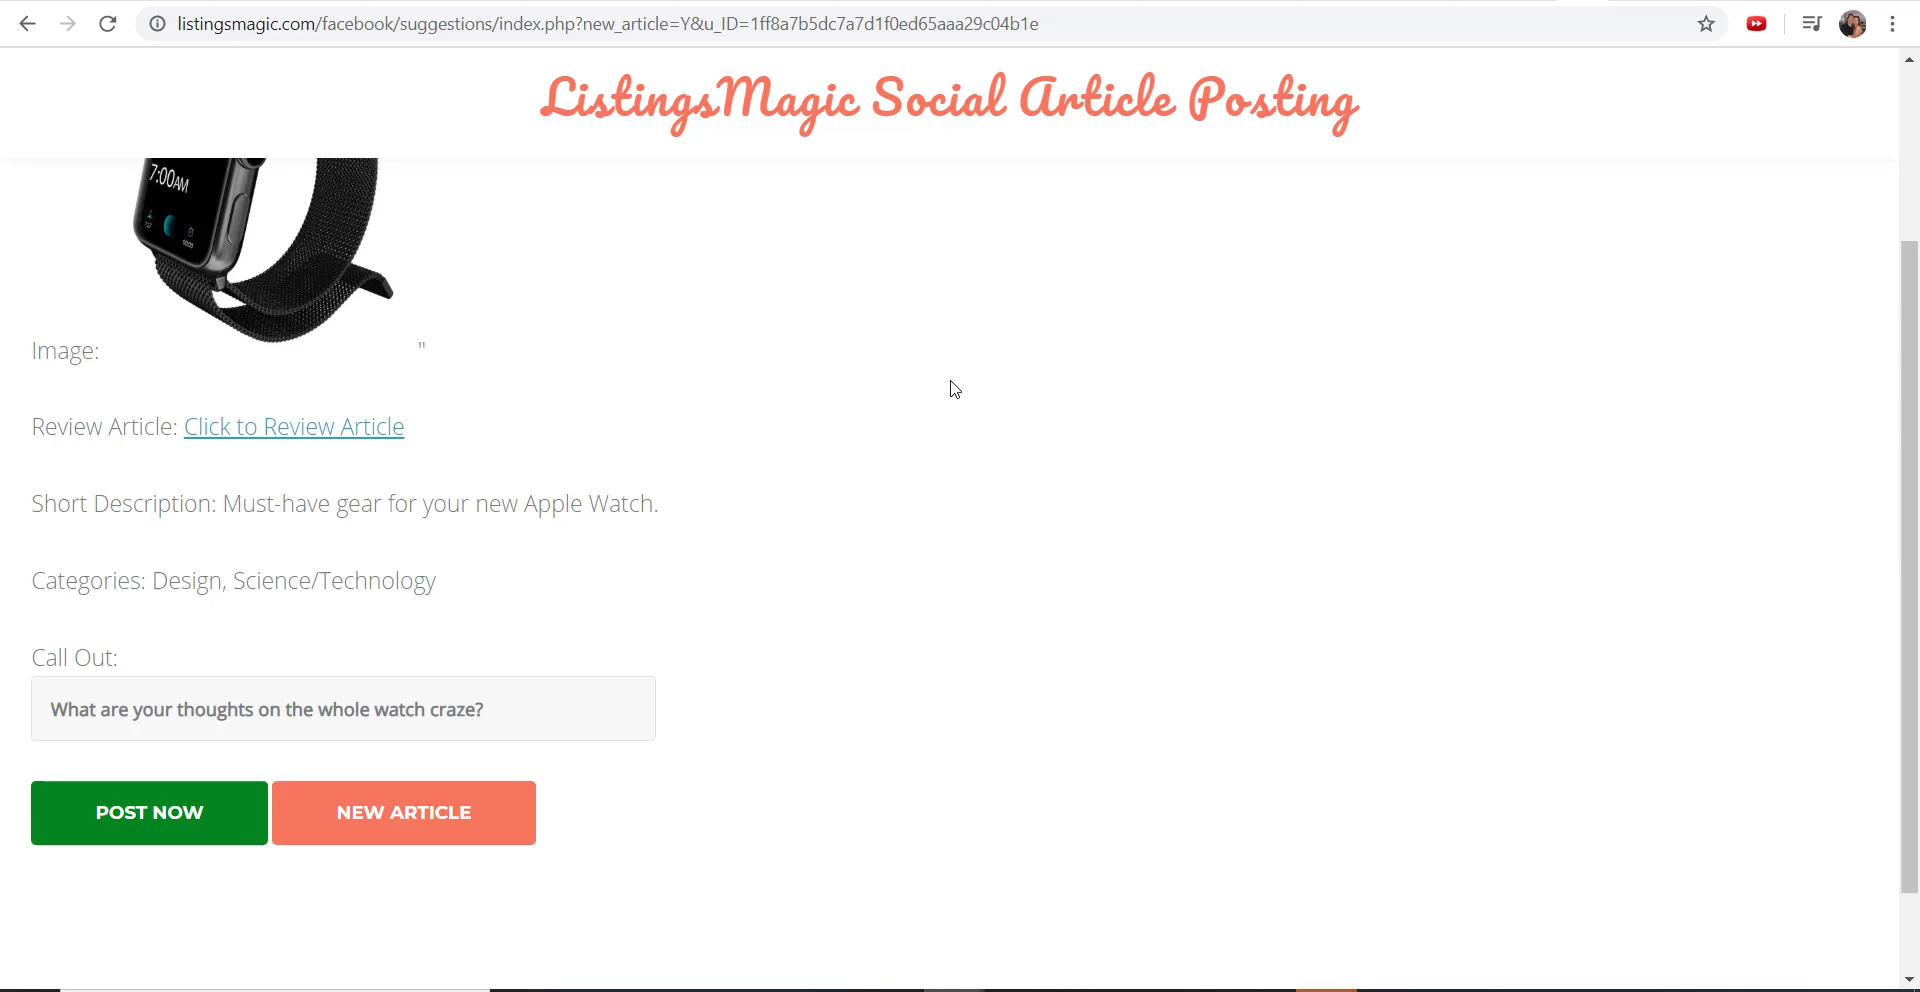 listingsmagic.com/facebook/suggestions/index.php?new_article=Y&u_ID=1ff8a7b5dc7a7d1f0ed65aaa29c04b1e
ListingsMagic Social Article Posting
7:00AM
Image: "
Review Article: Click to Review Article
Short Description: Must-have gear for your new Apple Watch.
Categories: Design, Science/Technology
Call Out:
What are your thoughts on the whole watch craze?
POST NOW NEW ARTICLE